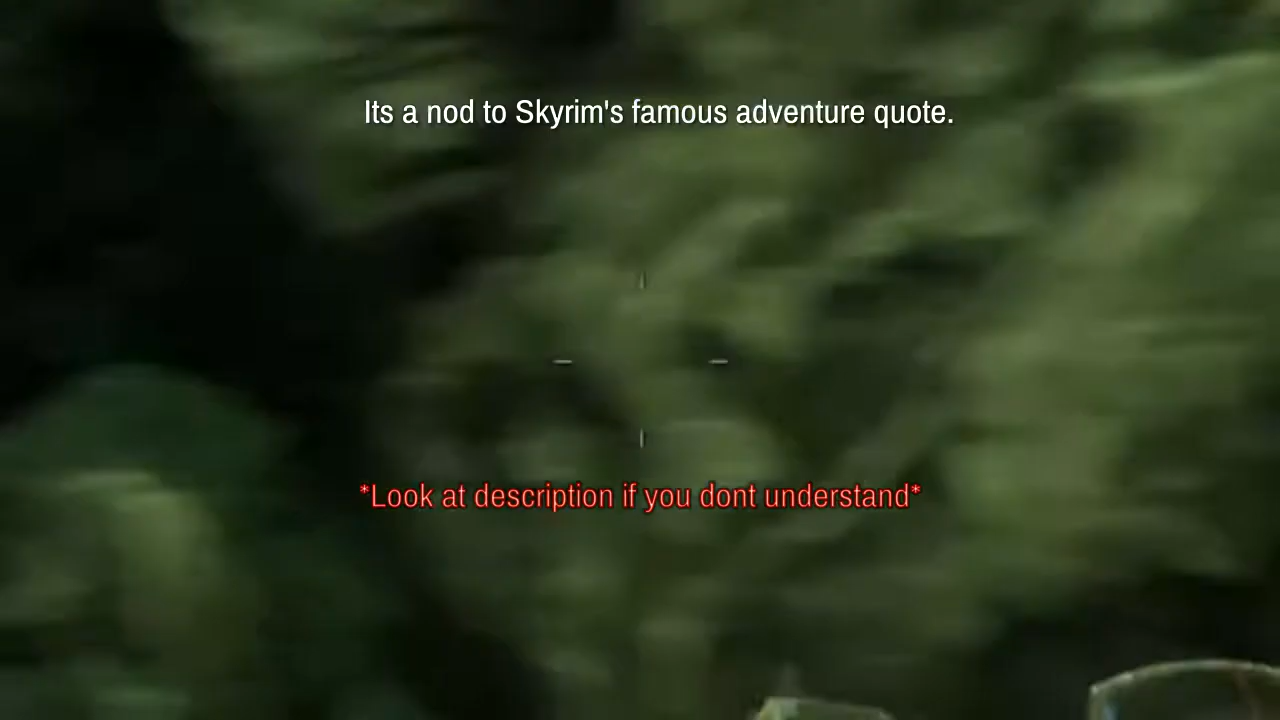 Its a nod to Skyrim's famous adventure quote.
*Look at description if you dont understand*